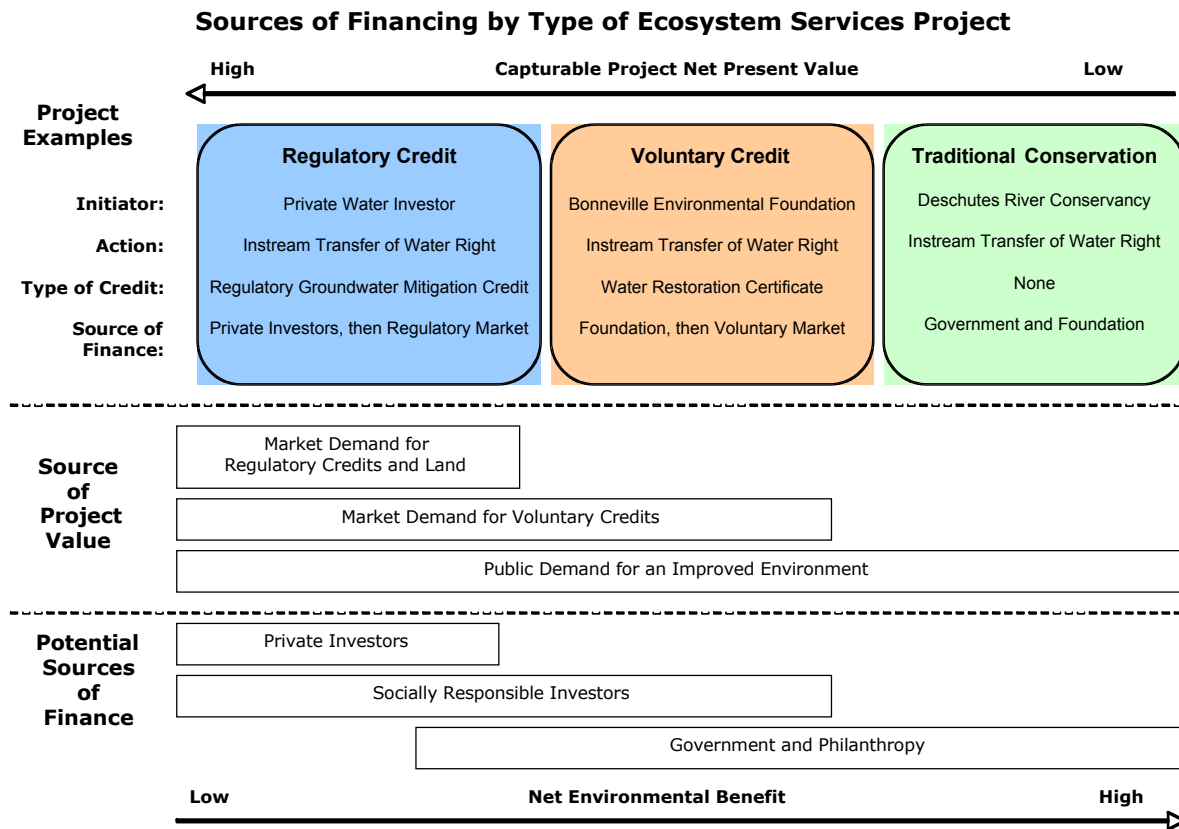 Sources of Financing by Type of Ecosystem Services Project
High
Capturable Project Net Present Value
Low
Project
Examples
Regulatory Credit
Voluntary Credit
Traditional Conservation
Initiator:
Private Water Investor
Bonneville Environmental Foundation
Deschutes River Conservancy
Action:
Instream Transfer of Water Right
Instream Transfer of Water Right
Instream Transfer of Water Right
Type of Credit:
Regulatory Groundwater Mitigation Credit
Water Restoration Certificate
None
Source of
Finance:
Private Investors, then Regulatory Market
Foundation, then Voluntary Market
Government and Foundation
Source
of
Project
Value
Market Demand for
Regulatory Credits and Land
Market Demand for Voluntary Credits
Public Demand for an Improved Environment
Potential
Sources
of
Finance
Private Investors
Socially Responsible Investors
Government and Philanthropy
Low
Net Environmental Benefit
High